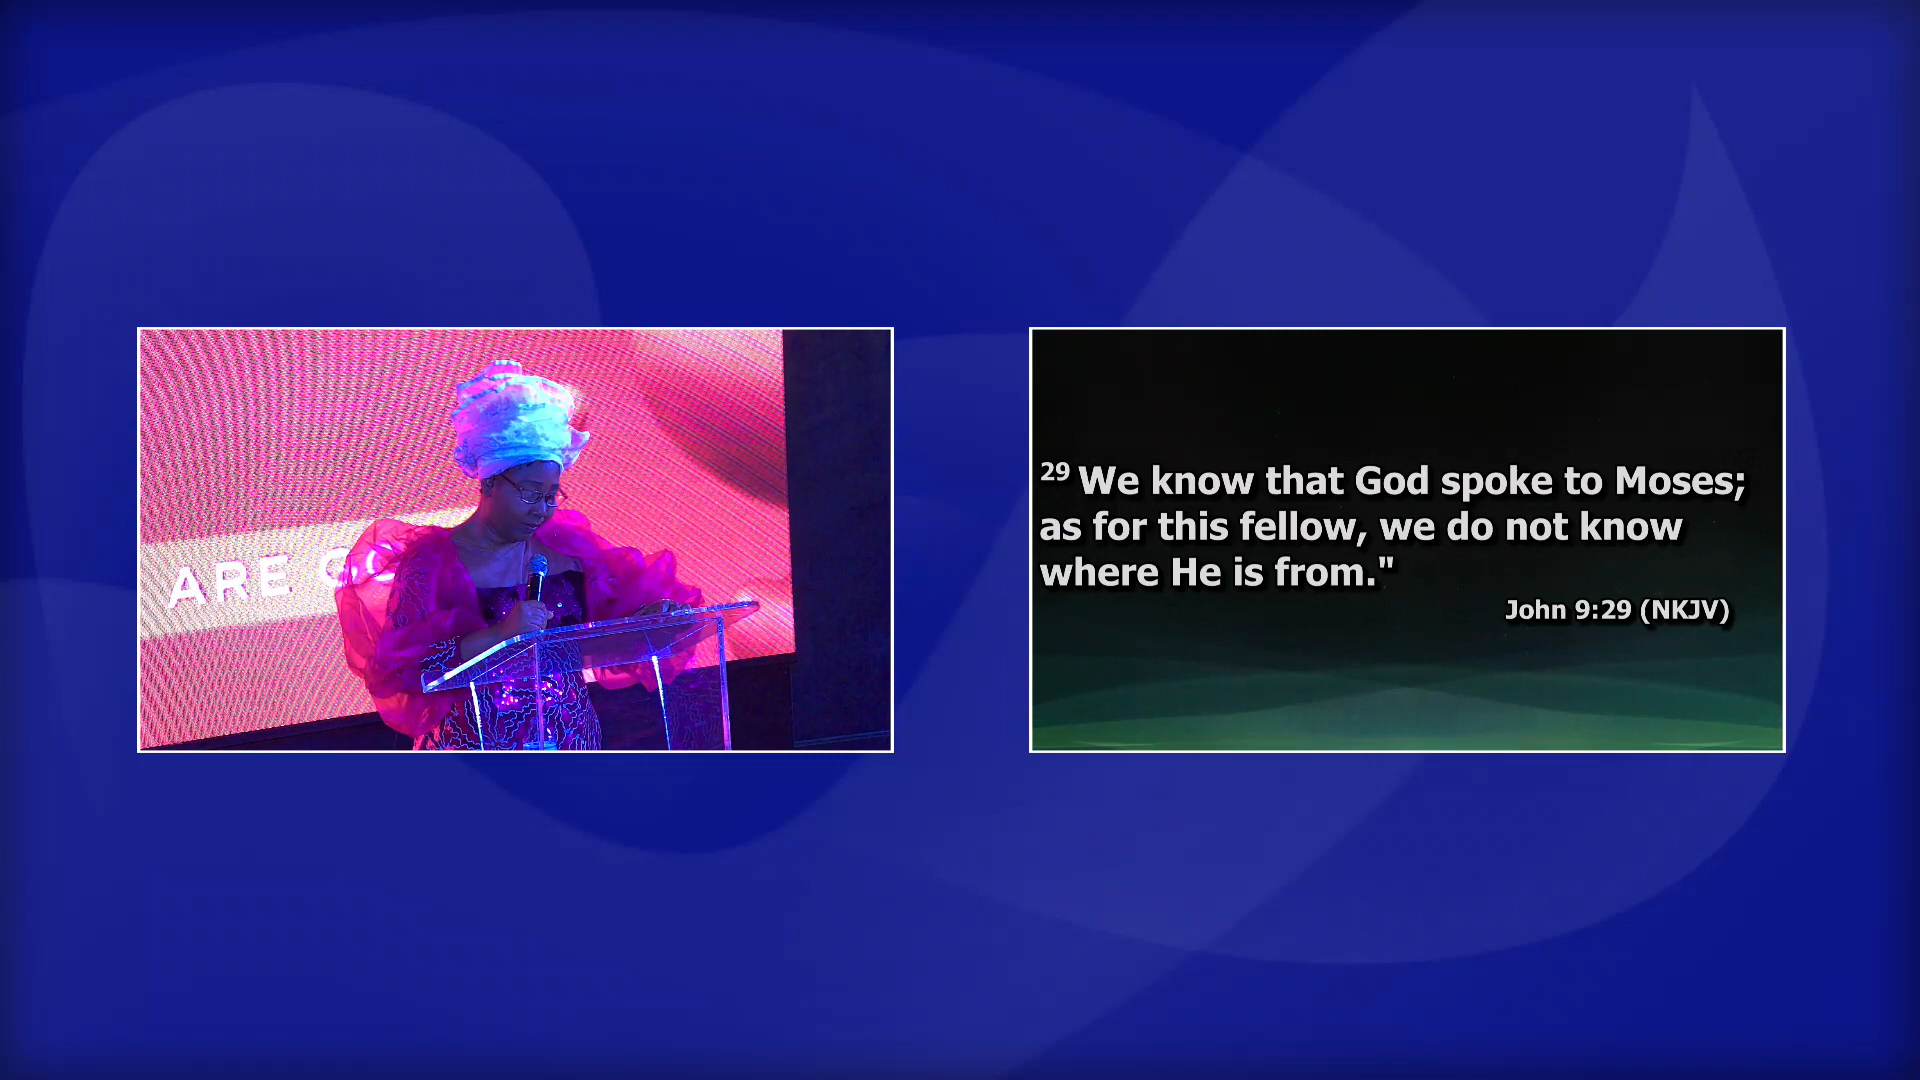 ARE
29 We know that God spoke to Moses;
as for this fellow, we do not know
where He is from."
John 9:29 (NKJV)